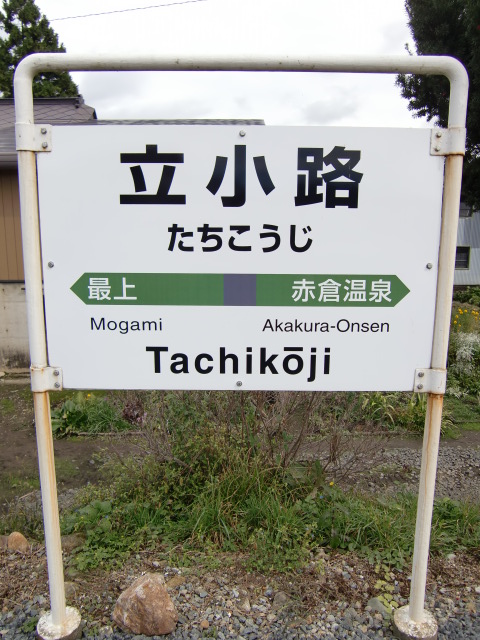 立小路
たちこうじ
最上 赤倉温泉
Mogami Akakura-Onsen
Tachikōji